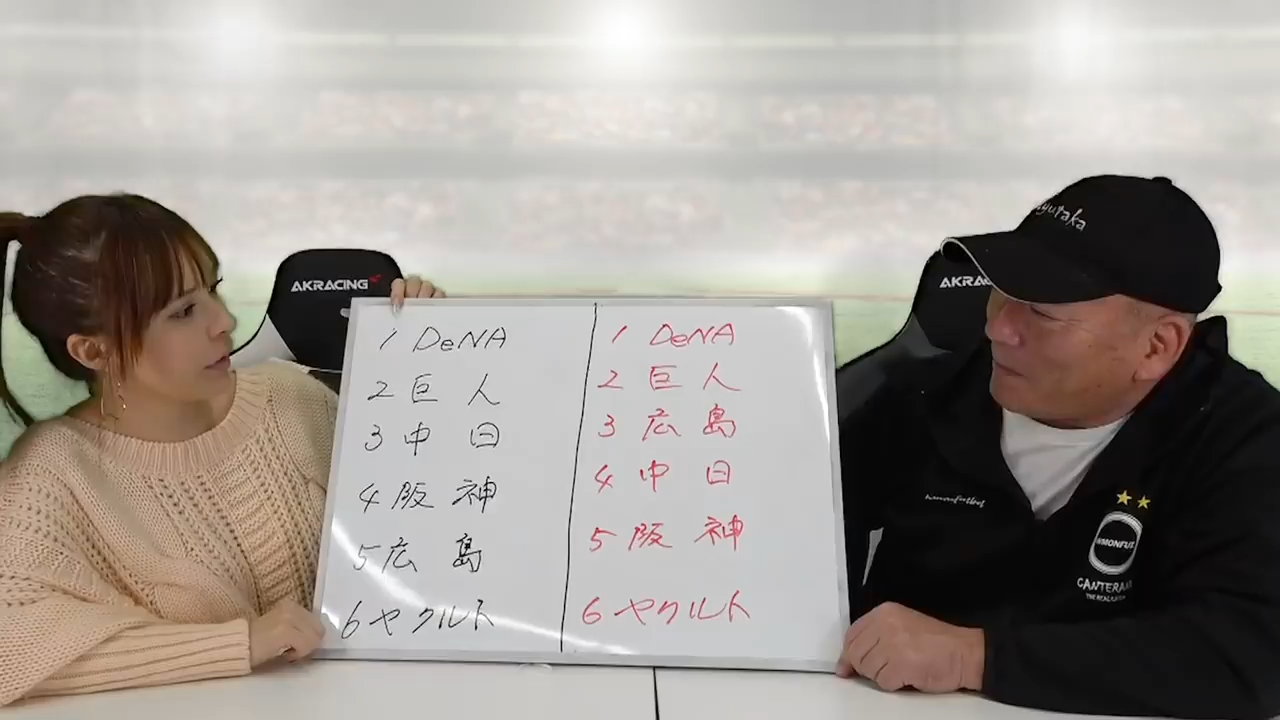 yutaka
AKRACING
AKRAC
1 DeNA
2 巨人
3 中日
4 阪神
5 広島
6 ヤクルト
1 DeNA
2 巨人
3 広島
4 中日
5 阪神
6 ヤクルト
CANTERA